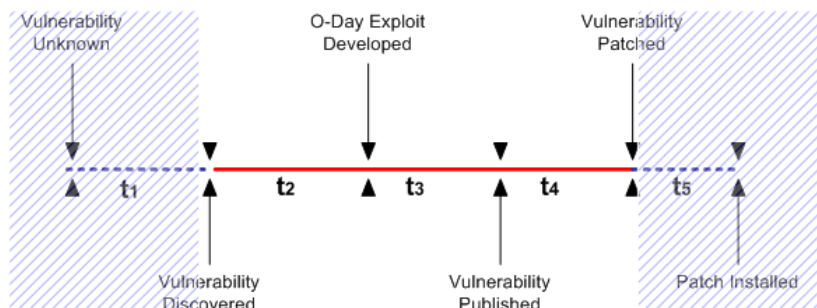 Vulnerability
Unknown
O-Day Exploit
Developed
Vulnerability
Patched
t1
t2
t3
t4
t5
Vulnerability
Discovered
Vulnerability
Published
Patch Installed